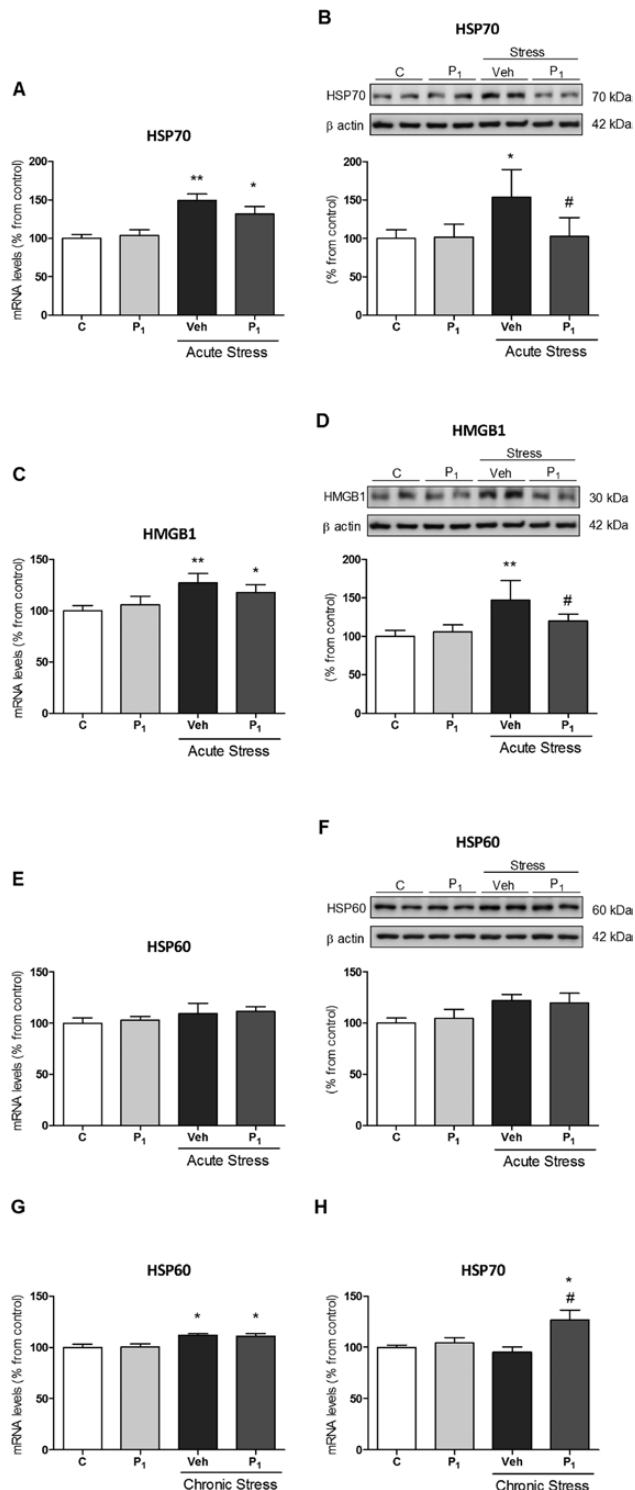 A
HSP70
mRNA levels (% from control)
200
150
100
50
0
**
*
C P1 Veh P1
Acute Stress
B
HSP70
Stress
C P1 Veh P1
HSP70 70 kDa
β actin 42 kDa
(% from control)
200
150
100
50
0
*
#
C P1 Veh P1
Acute Stress
C
HMGB1
mRNA levels (% from control)
150
100
50
0
**
*
C P1 Veh P1
Acute Stress
D
HMGB1
Stress
C P1 Veh P1
HMGB1 30 kDa
β actin 42 kDa
(% from control)
200
150
100
50
0
**
#
C P1 Veh P1
Acute Stress
E
HSP60
mRNA levels (% from control)
150
100
50
0
C P1 Veh P1
Acute Stress
F
HSP60
Stress
C P1 Veh P1
HSP60 60 kDa
β actin 42 kDa
(% from control)
150
100
50
0
C P1 Veh P1
Acute Stress
G
HSP60
mRNA levels (% from control)
200
150
100
50
0
* *
C P1 Veh P1
Chronic Stress
H
HSP70
mRNA levels (% from control)
200
150
100
50
0
*
#
C P1 Veh P1
Chronic Stress